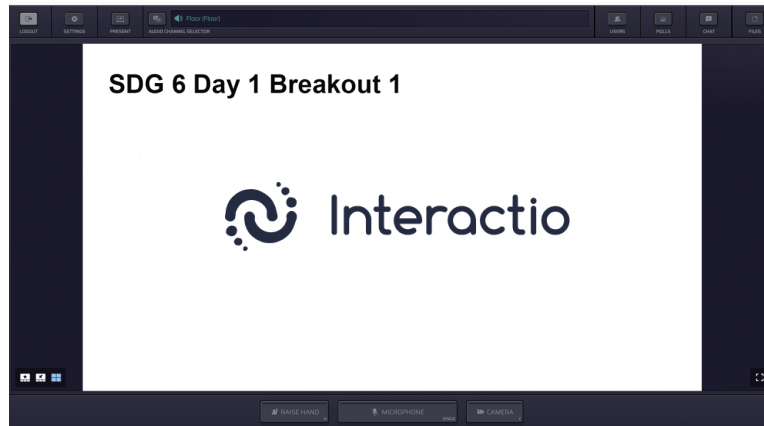 LOGOUT
SETTINGS
PRESENT
Floor (Floor)
AUDIO CHANNEL SELECTOR
USERS
POLLS
CHAT
FILES
SDG 6 Day 1 Breakout 1
Interactio
RAISE HAND
MICROPHONE
SPACE
CAMERA
C